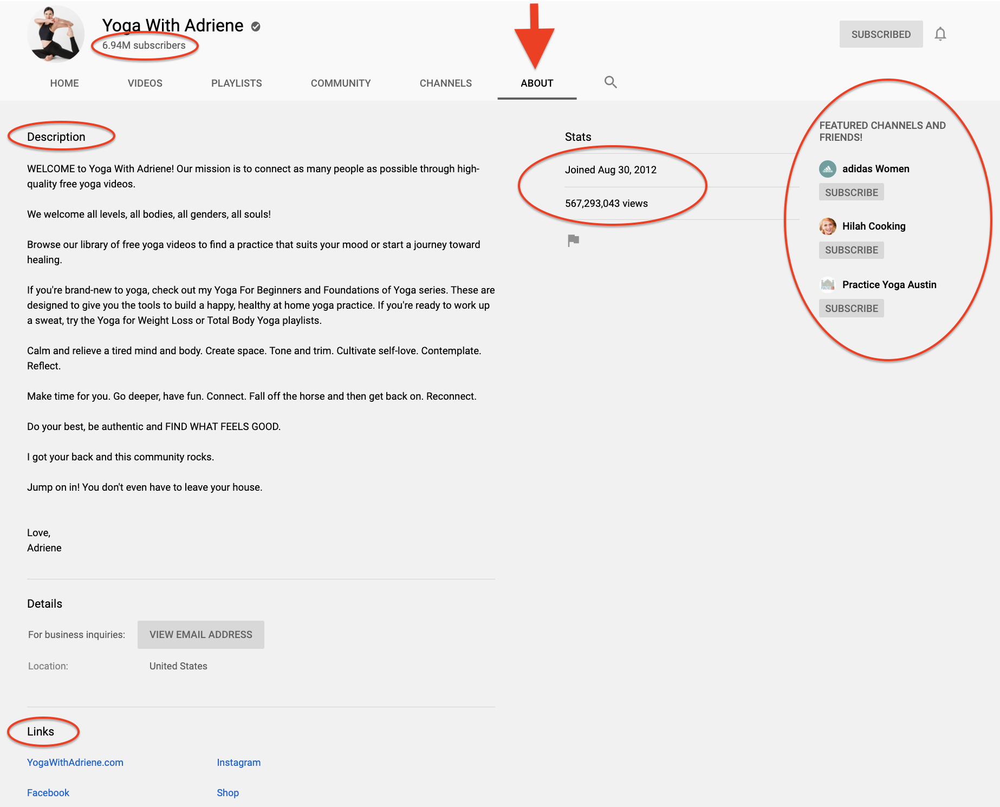 Yoga With Adriene
6.94M subscribers
SUBSCRIBED
HOME VIDEOS PLAYLISTS COMMUNITY CHANNELS ABOUT
Description
WELCOME to Yoga With Adriene! Our mission is to connect as many people as possible through high-
quality free yoga videos.
We welcome all levels, all bodies, all genders, all souls!
Browse our library of free yoga videos to find a practice that suits your mood or start a journey toward
healing.
If you're brand-new to yoga, check out my Yoga For Beginners and Foundations of Yoga series. These are
designed to give you the tools to build a happy, healthy at home yoga practice. If you're ready to work up
a sweat, try the Yoga for Weight Loss or Total Body Yoga playlists.
Calm and relieve a tired mind and body. Create space. Tone and trim. Cultivate self-love. Contemplate.
Reflect.
Make time for you. Go deeper, have fun. Connect. Fall off the horse and then get back on. Reconnect.
Do your best, be authentic and FIND WHAT FEELS GOOD.
I got your back and this community rocks.
Jump on in! You don't even have to leave your house.
Love,
Adriene
Details
For business inquiries: VIEW EMAIL ADDRESS
Location: United States
Links
YogaWithAdriene.com Instagram
Facebook Shop
Stats
Joined Aug 30, 2012
567,293,043 views
FEATURED CHANNELS AND
FRIENDS!
adidas Women
SUBSCRIBE
Hilah Cooking
SUBSCRIBE
Practice Yoga Austin
SUBSCRIBE